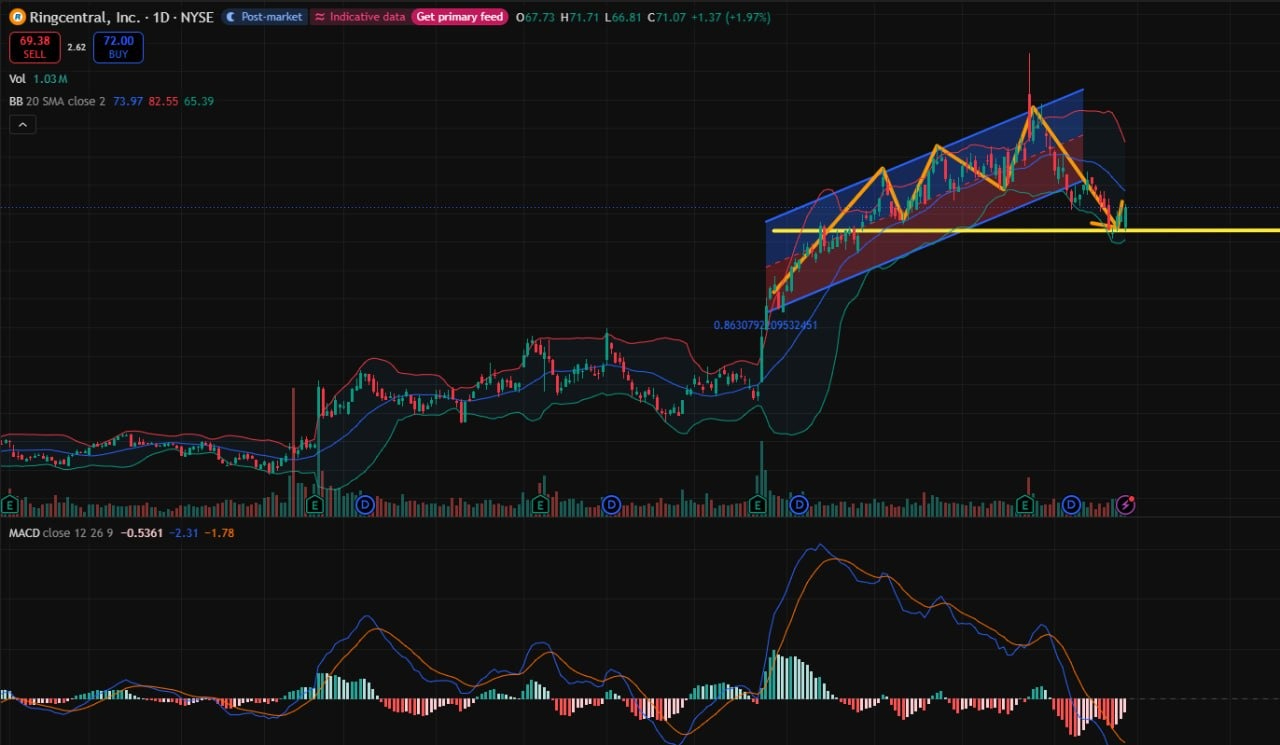 Ringcentral, Inc. · 1D · NYSE Post-market ≈ Indicative data Get primary feed O67.73 H71.71 L66.81 C71.07 +1.37 (+1.97%)
69.38 2.62 72.00
SELL BUY
Vol 1.03M
BB 20 SMA close 2 73.97 82.55 65.39
0.8630792209532451
E E D E D E D E D
MACD close 12 26 9 −0.5361 −2.31 −1.78